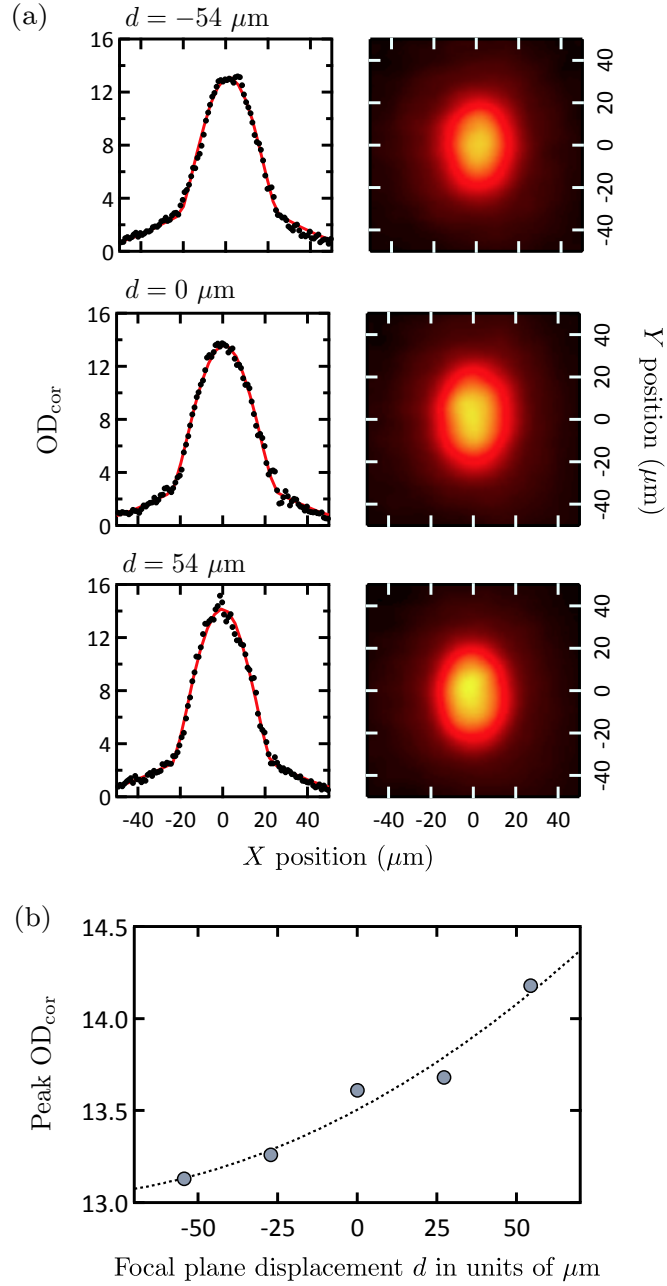 (a)
d = −54 μm
16
12
8
4
0
40
20
0
-20
-40
d = 0 μm
16
12
8
4
0
40
20
0
-20
-40
OD_cor
Y position (μm)
d = 54 μm
16
12
8
4
0
40
20
0
-20
-40
-40 -20 0 20 40
-40 -20 0 20 40
X position (μm)
(b)
14.5
14.0
13.5
13.0
Peak OD_cor
-50 -25 0 25 50
Focal plane displacement d in units of μm